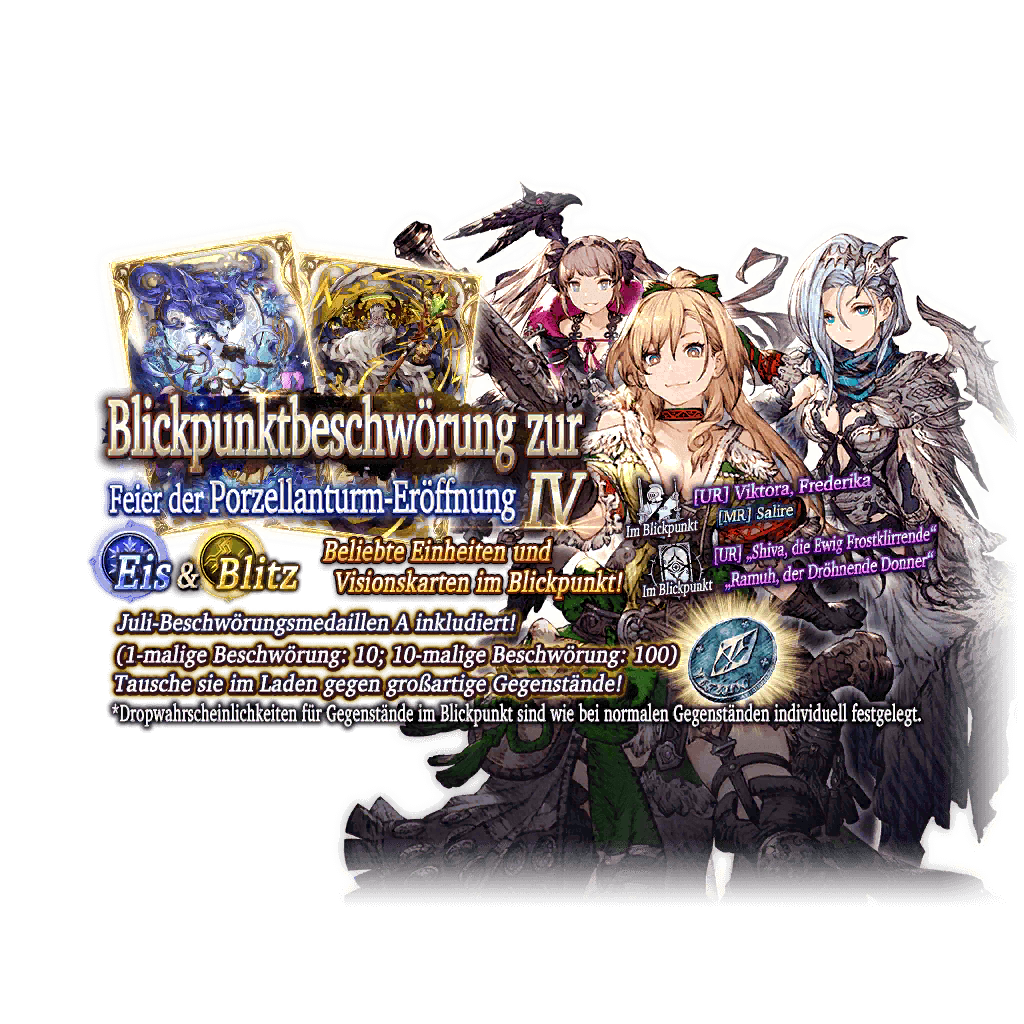 Blickpunktbeschwörung zur
Feier der Porzellanturm-Eröffnung IV
Eis & Blitz
Beliebte Einheiten und
Visionskarten im Blickpunkt!
Im Blickpunkt
[UR] Viktora, Frederika
[MR] Salire
Im Blickpunkt
[UR] „Shiva, die Ewig Frostklirrende“
„Ramuh, der Dröhnende Donner“
Juli-Beschwörungsmedaillen A inkludiert!
(1-malige Beschwörung: 10; 10-malige Beschwörung: 100)
Tausche sie im Laden gegen großartige Gegenstände!
*Dropwahrscheinlichkeiten für Gegenstände im Blickpunkt sind wie bei normalen Gegenständen individuell festgelegt.